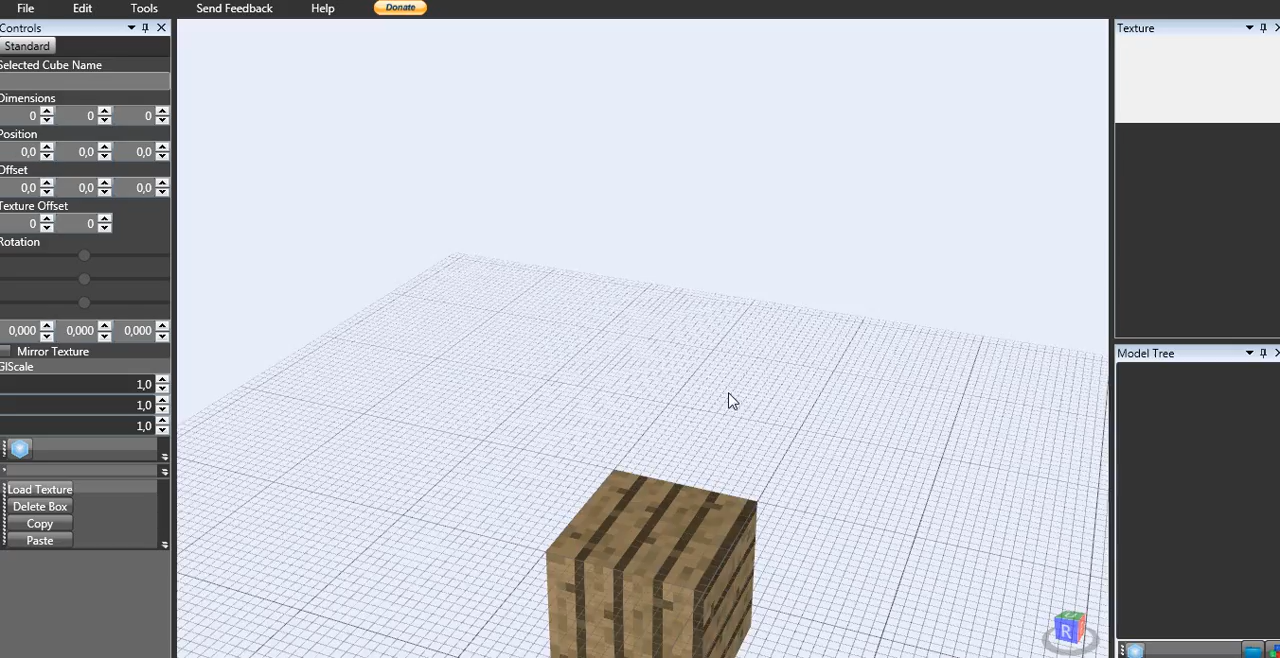 File Edit Tools Send Feedback Help Donate
Controls
Standard
Selected Cube Name
Dimensions
0 0 0
Position
0,0 0,0 0,0
Offset
0,0 0,0 0,0
Texture Offset
0 0
Rotation
0,000 0,000 0,000
Mirror Texture
GlScale
1,0
1,0
1,0
Load Texture
Delete Box
Copy
Paste
Texture
Model Tree
R